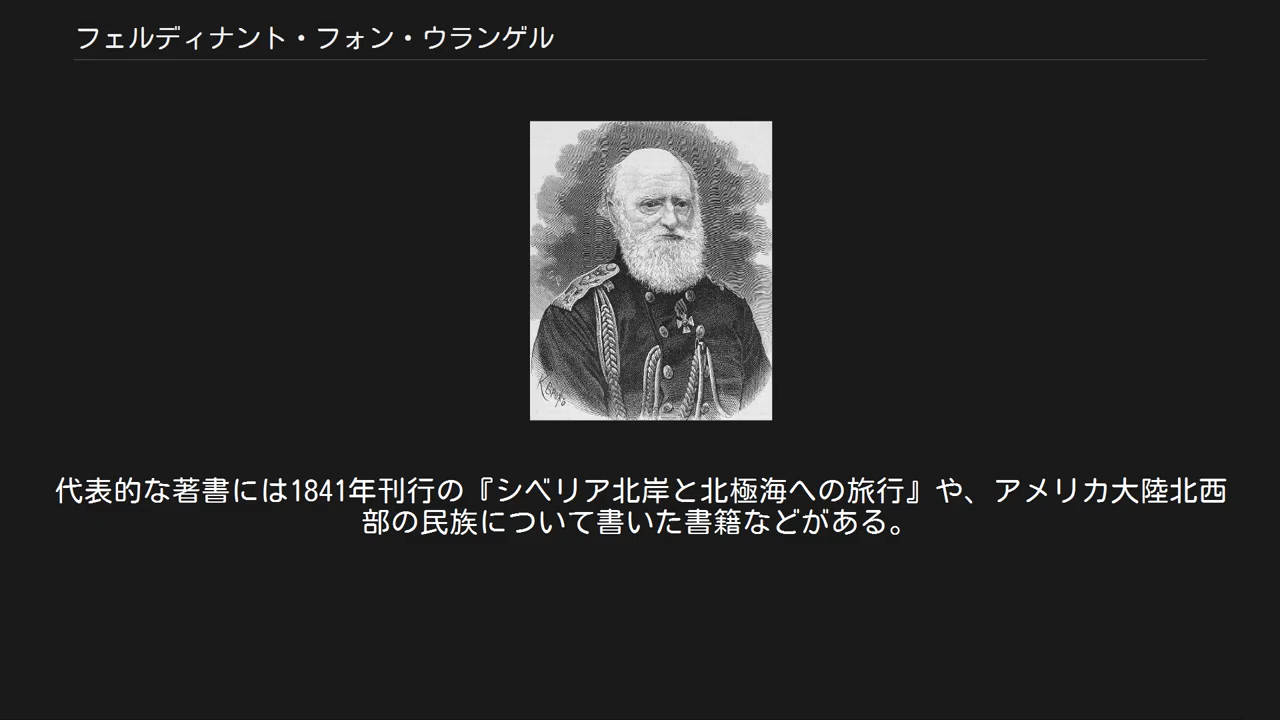 フェルディナント・フォン・ウランゲル
代表的な著書には1841年刊行の『シベリア北岸と北極海への旅行』や、アメリカ大陸北西
部の民族について書いた書籍などがある。